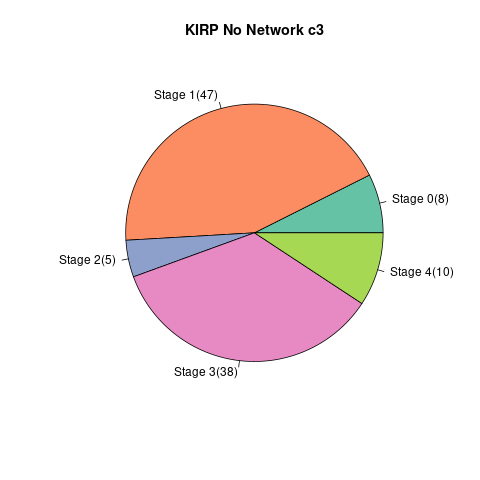 KIRP No Network c3
Stage 1(47)
Stage 0(8)
Stage 2(5)
Stage 4(10)
Stage 3(38)